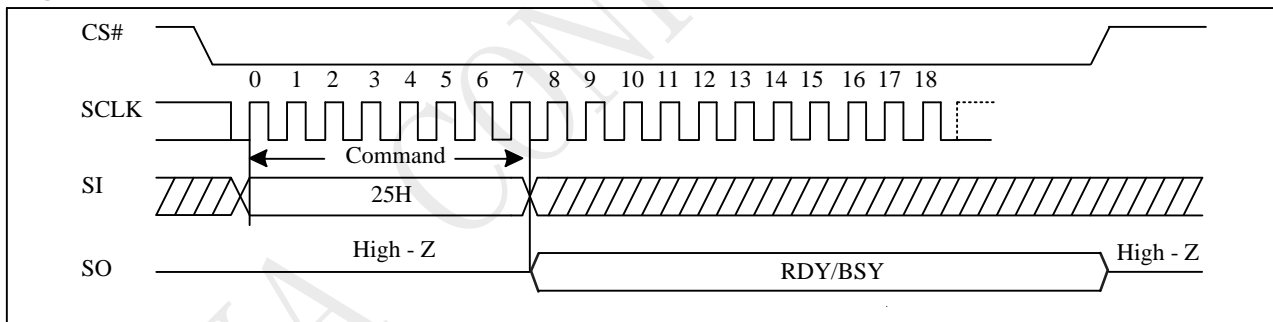 CS#
0 1 2 3 4 5 6 7 8 9 10 11 12 13 14 15 16 17 18
SCLK
Command
SI
25H
High - Z
High - Z
SO
RDY/BSY